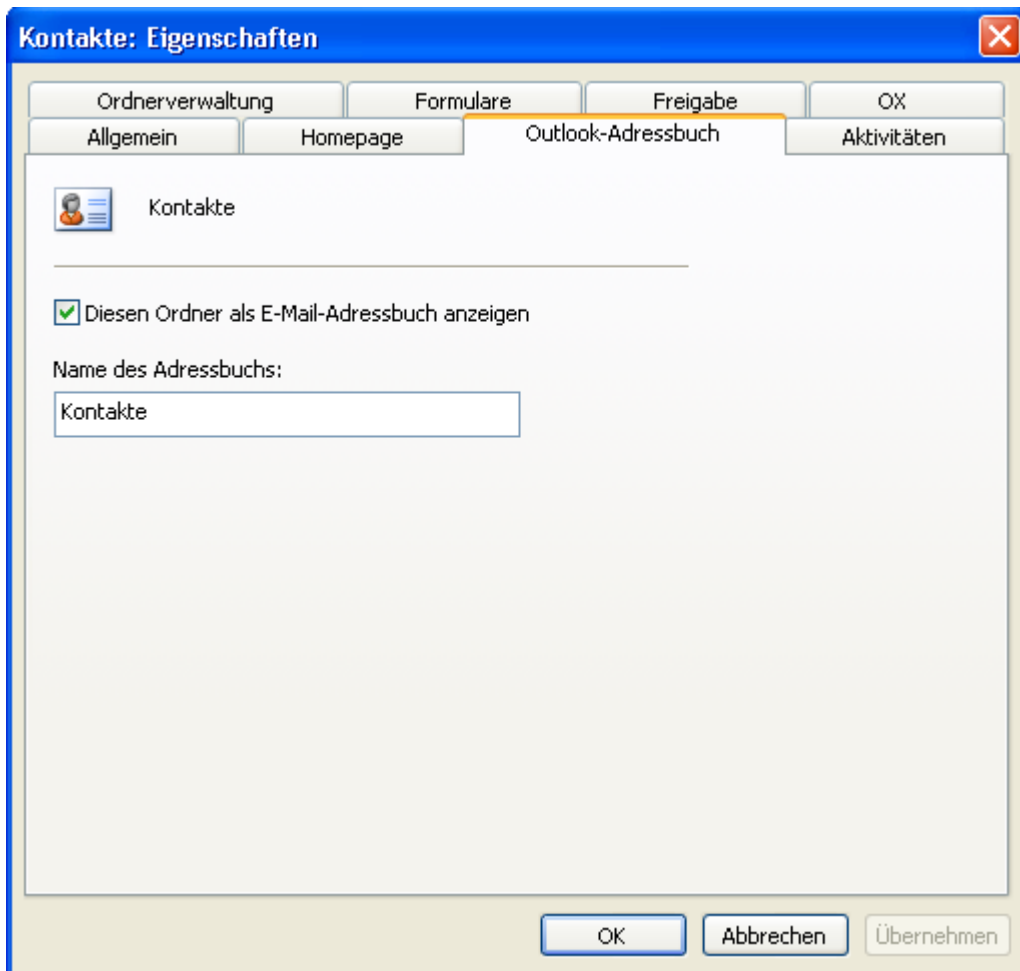 Kontakte: Eigenschaften
Ordnerverwaltung Formulare Freigabe OX
Allgemein Homepage Outlook-Adressbuch Aktivitäten
Kontakte
Diesen Ordner als E-Mail-Adressbuch anzeigen
Name des Adressbuchs:
Kontakte
OK Abbrechen Übernehmen